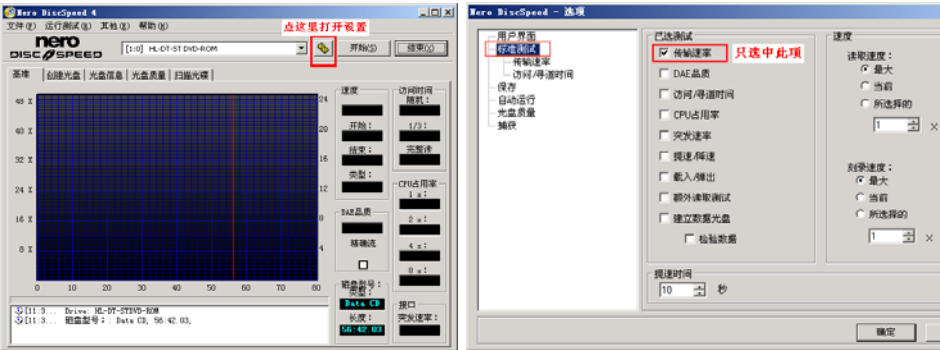 Nero DiscSpeed 4
文件(F) 运行测试(R) 其他(E) 帮助(H)
点这里打开设置
nero
DISC SPEED
[1:0] HL-DT-ST DVD-ROM
开始(S)
结束(X)
基准 创建光盘 光盘信息 光盘质量 扫描光碟
48 X
40 X
32 X
24 X
16 X
8 X
24
20
16
12
8
4
0 10 20 30 40 50 60 70 80
速度
开始：
结束：
类型：
DAE品质
精确流
磁盘型号：
类型：
Data CD
长度：
56:42.03
访问时间
随机：
1/3：
完整读
CPU占用率
1 x：
2 x：
4 x：
8 x：
接口
突发速率：
[11:3... Drive: HL-DT-STDVD-ROM
[11:3... 磁盘型号：: Data CD, 56:42.03,
Nero DiscSpeed - 选项
用户界面
标准测试
传输速率
访问/寻道时间
保存
自动运行
光盘质量
捕获
已选测试
传输速率
只选中此项
DAE品质
访问/寻道时间
CPU占用率
突发速率
提速/降速
载入/弹出
额外读取测试
建立数据光盘
检验数据
提速时间
10 秒
速度
读取速度：
最大
当前
所选择的
1 x
刻录速度：
最大
当前
所选择的
1 x
确定